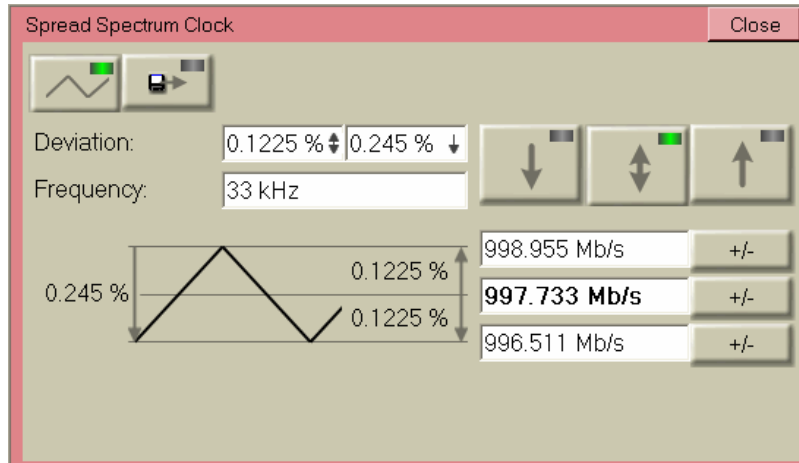 Spread Spectrum Clock Close
Deviation: 0.1225 % 0.245 %
Frequency: 33 kHz
998.955 Mb/s +/-
0.1225 %
0.245 % 997.733 Mb/s +/-
0.1225 %
996.511 Mb/s +/-